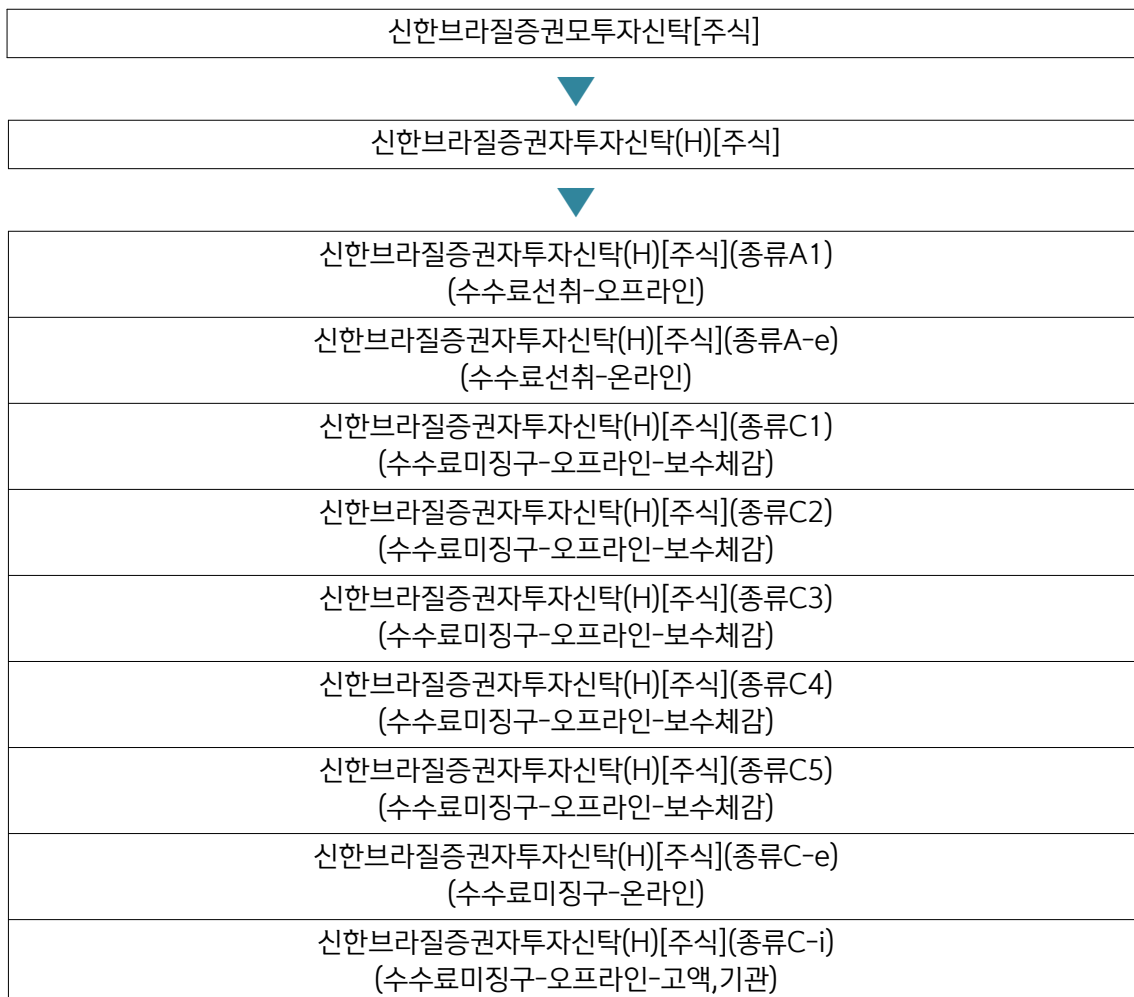 신한브라질증권모투자신탁[주식]
신한브라질증권자투자신탁(H)[주식]
신한브라질증권자투자신탁(H)[주식](종류A1)
(수수료선취-오프라인)
신한브라질증권자투자신탁(H)[주식](종류A-e)
(수수료선취-온라인)
신한브라질증권자투자신탁(H)[주식](종류C1)
(수수료미징구-오프라인-보수체감)
신한브라질증권자투자신탁(H)[주식](종류C2)
(수수료미징구-오프라인-보수체감)
신한브라질증권자투자신탁(H)[주식](종류C3)
(수수료미징구-오프라인-보수체감)
신한브라질증권자투자신탁(H)[주식](종류C4)
(수수료미징구-오프라인-보수체감)
신한브라질증권자투자신탁(H)[주식](종류C5)
(수수료미징구-오프라인-보수체감)
신한브라질증권자투자신탁(H)[주식](종류C-e)
(수수료미징구-온라인)
신한브라질증권자투자신탁(H)[주식](종류C-i)
(수수료미징구-오프라인-고액,기관)